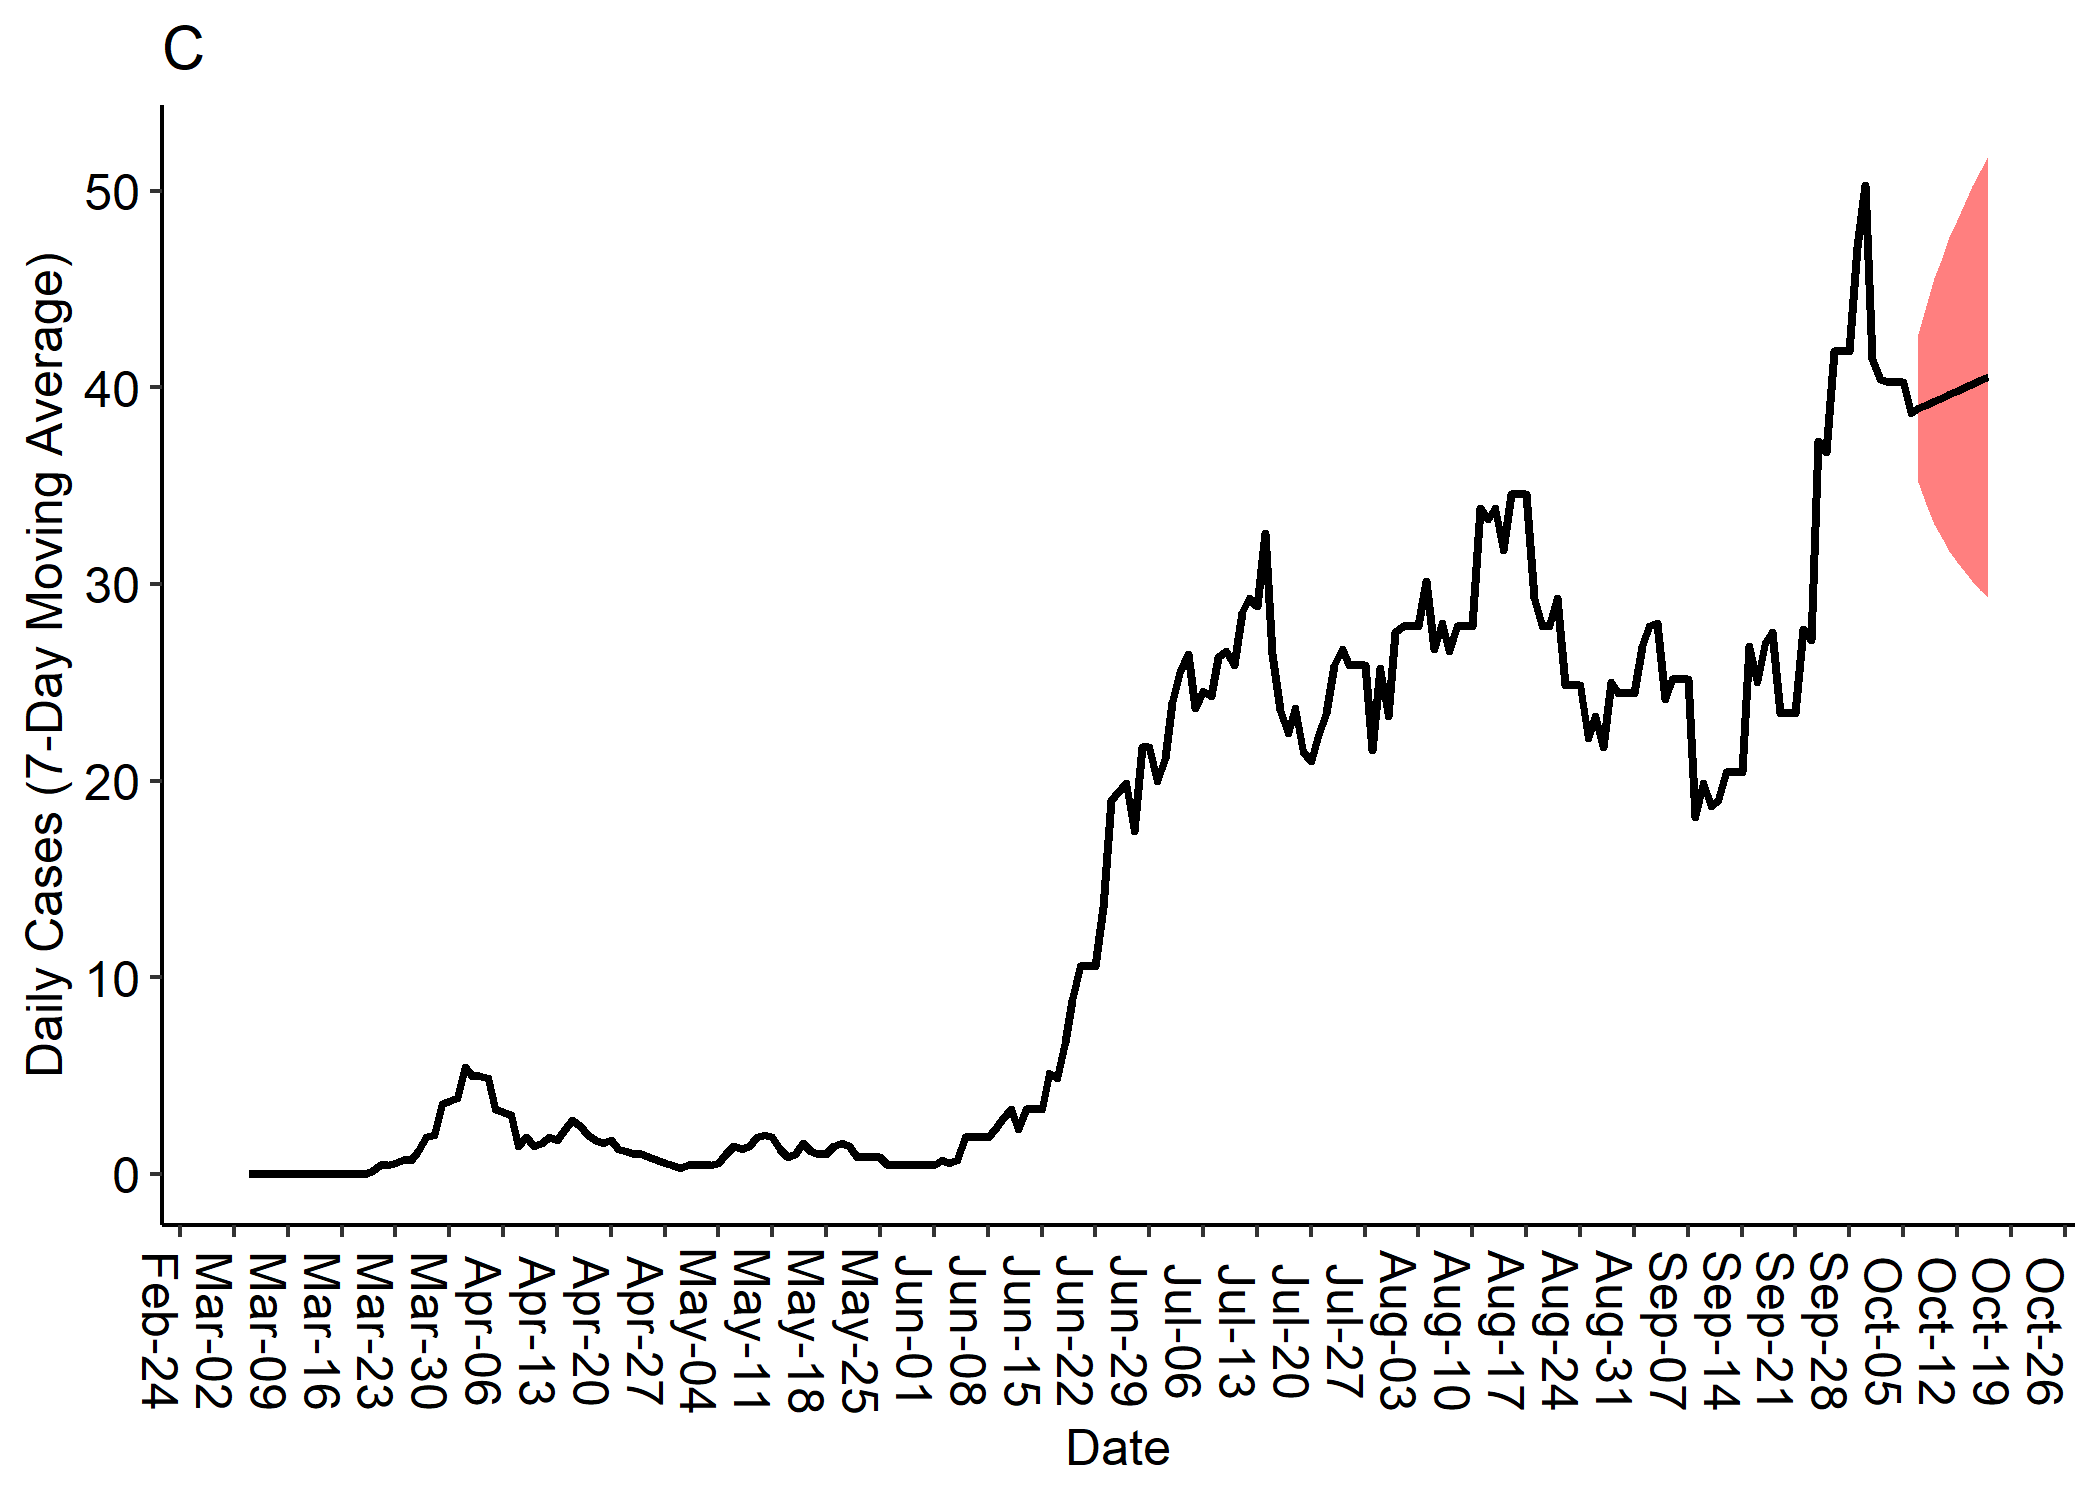 C
Daily Cases (7-Day Moving Average)
50
40
30
20
10
0
Feb-24
Mar-02
Mar-09
Mar-16
Mar-23
Mar-30
Apr-06
Apr-13
Apr-20
Apr-27
May-04
May-11
May-18
May-25
Jun-01
Jun-08
Jun-15
Jun-22
Jun-29
Jul-06
Jul-13
Jul-20
Jul-27
Aug-03
Aug-10
Aug-17
Aug-24
Aug-31
Sep-07
Sep-14
Sep-21
Sep-28
Oct-05
Oct-12
Oct-19
Oct-26
Date